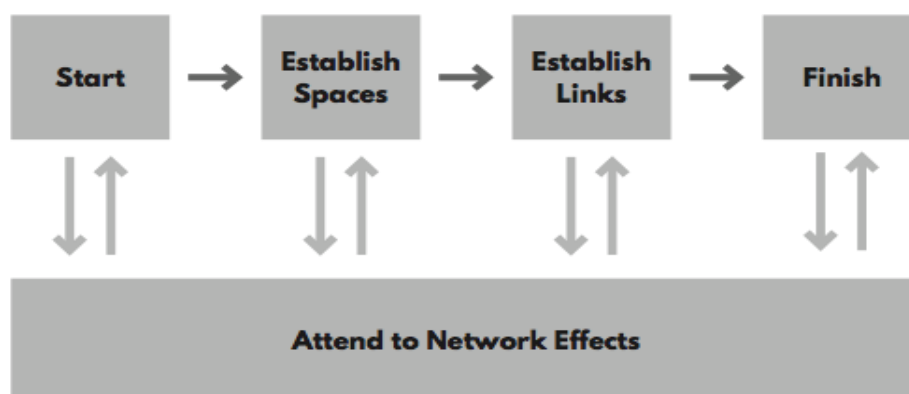 Start
Establish
Spaces
Establish
Links
Finish
Attend to Network Effects